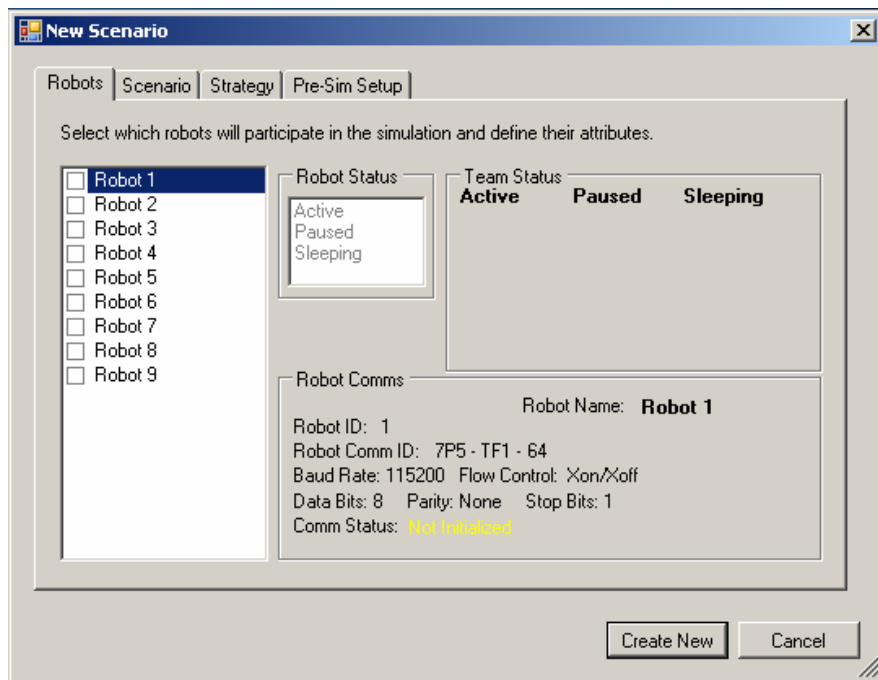 New Scenario
Robots Scenario Strategy Pre-Sim Setup
Select which robots will participate in the simulation and define their attributes.
Robot 1
Robot 2
Robot 3
Robot 4
Robot 5
Robot 6
Robot 7
Robot 8
Robot 9
Robot Status
Active
Paused
Sleeping
Team Status
Active Paused Sleeping
Robot Comms
Robot Name: Robot 1
Robot ID: 1
Robot Comm ID: 7P5 - TF1 - 64
Baud Rate: 115200 Flow Control: Xon/Xoff
Data Bits: 8 Parity: None Stop Bits: 1
Comm Status: Not Initialized
Create New Cancel